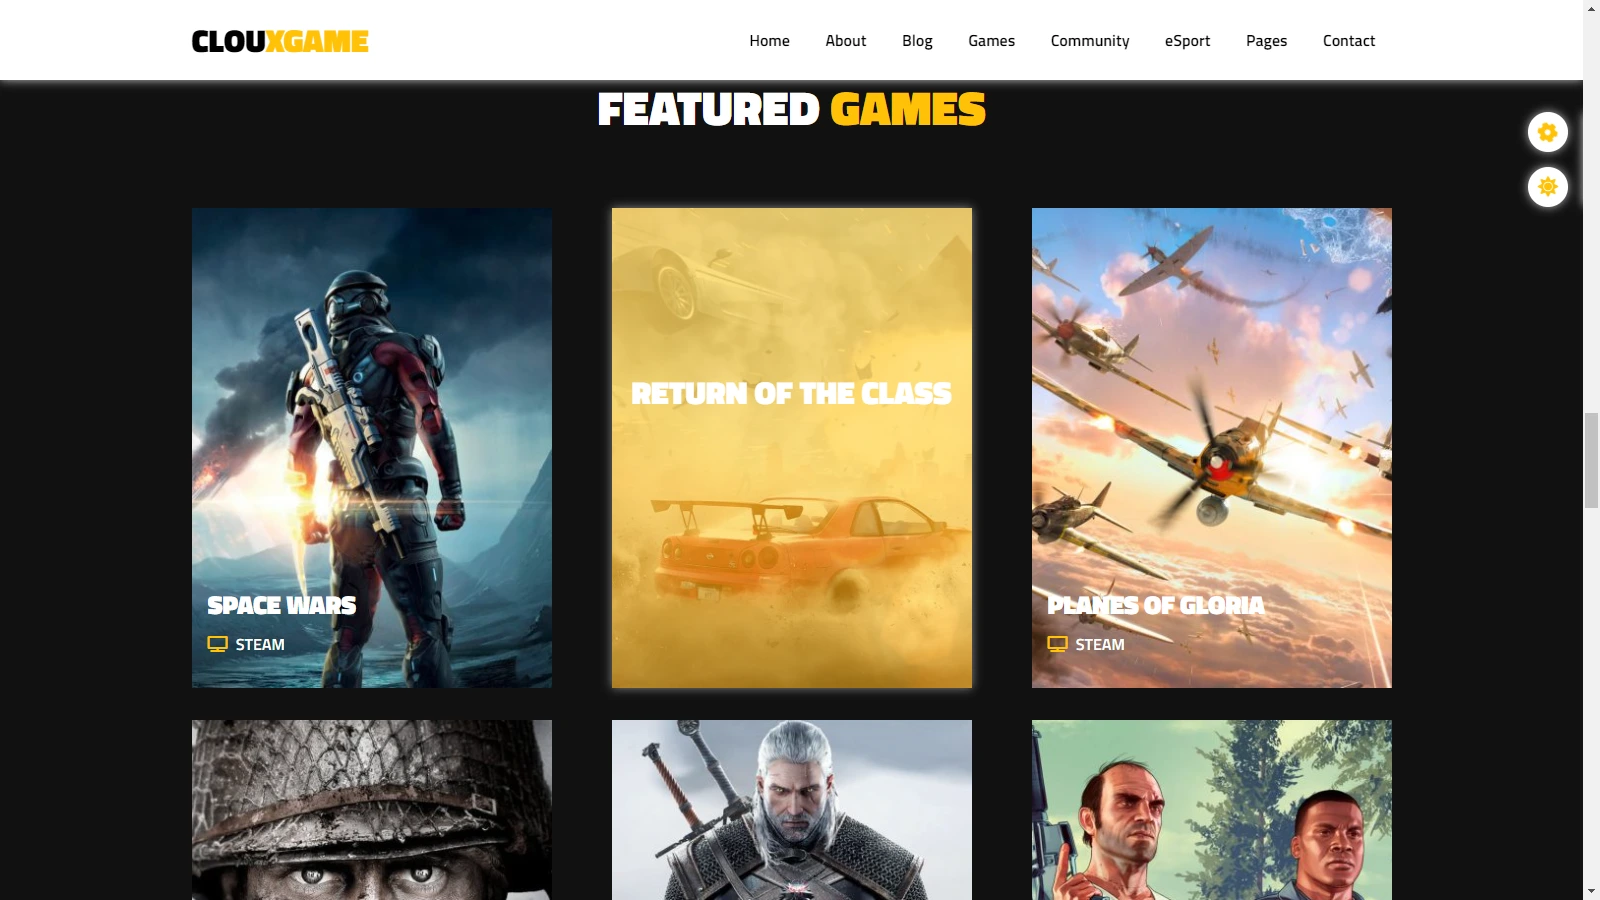 CLOUXGAME
Home About Blog Games Community eSport Pages Contact
FEATURED GAMES
RETURN OF THE CLASS
SPACE WARS
STEAM
PLANES OF GLORIA
STEAM